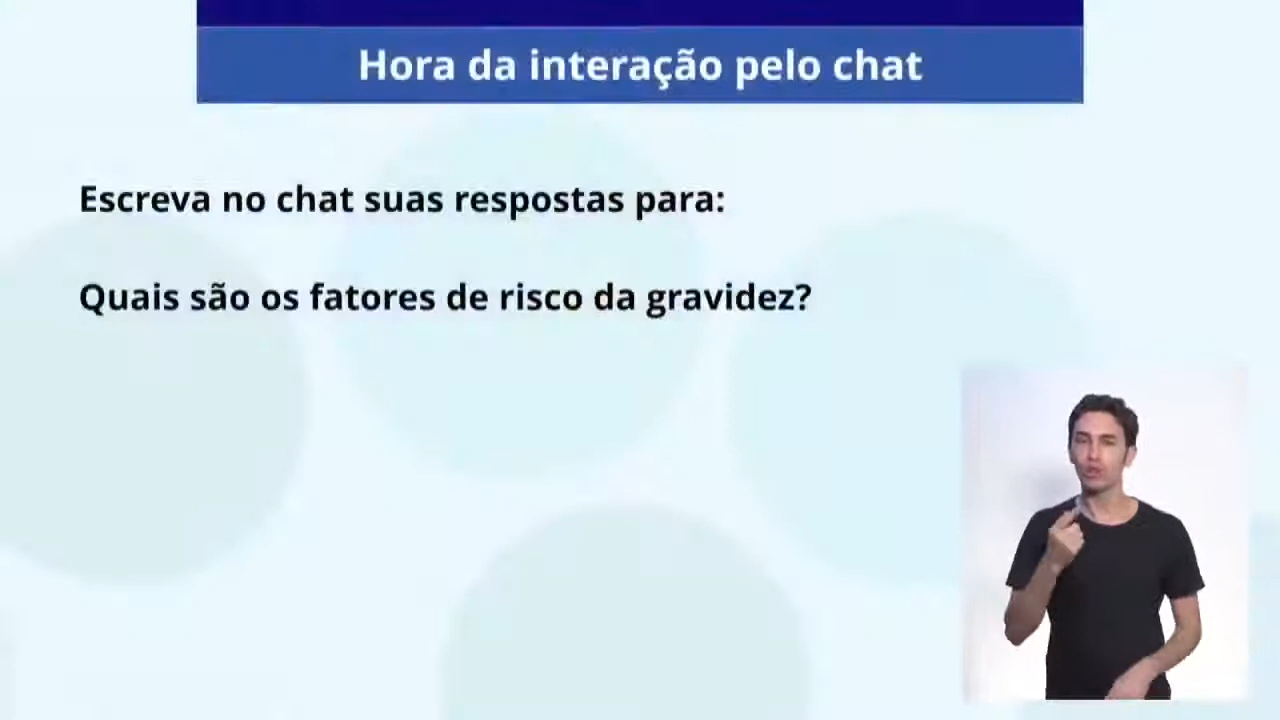 Hora da interação pelo chat
Escreva no chat suas respostas para:
Quais são os fatores de risco da gravidez?